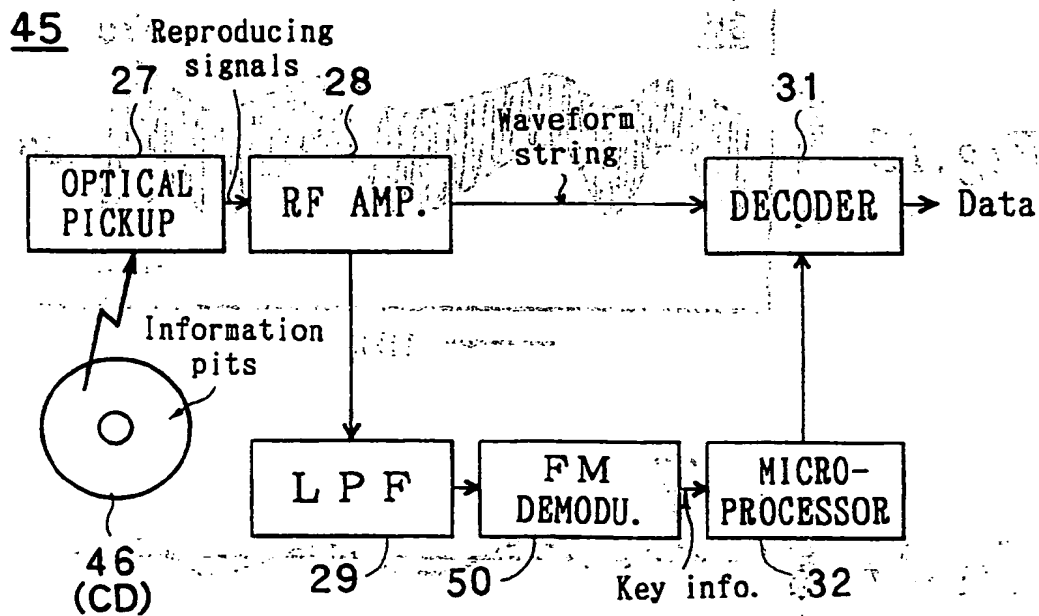 45
Reproducing
signals
27
28
31
Waveform
string
OPTICAL
PICKUP
RF AMP.
DECODER
Data
Information
pits
LPF
FM
DEMODU.
MICRO-
PROCESSOR
46
(CD)
29
50
Key info.
32